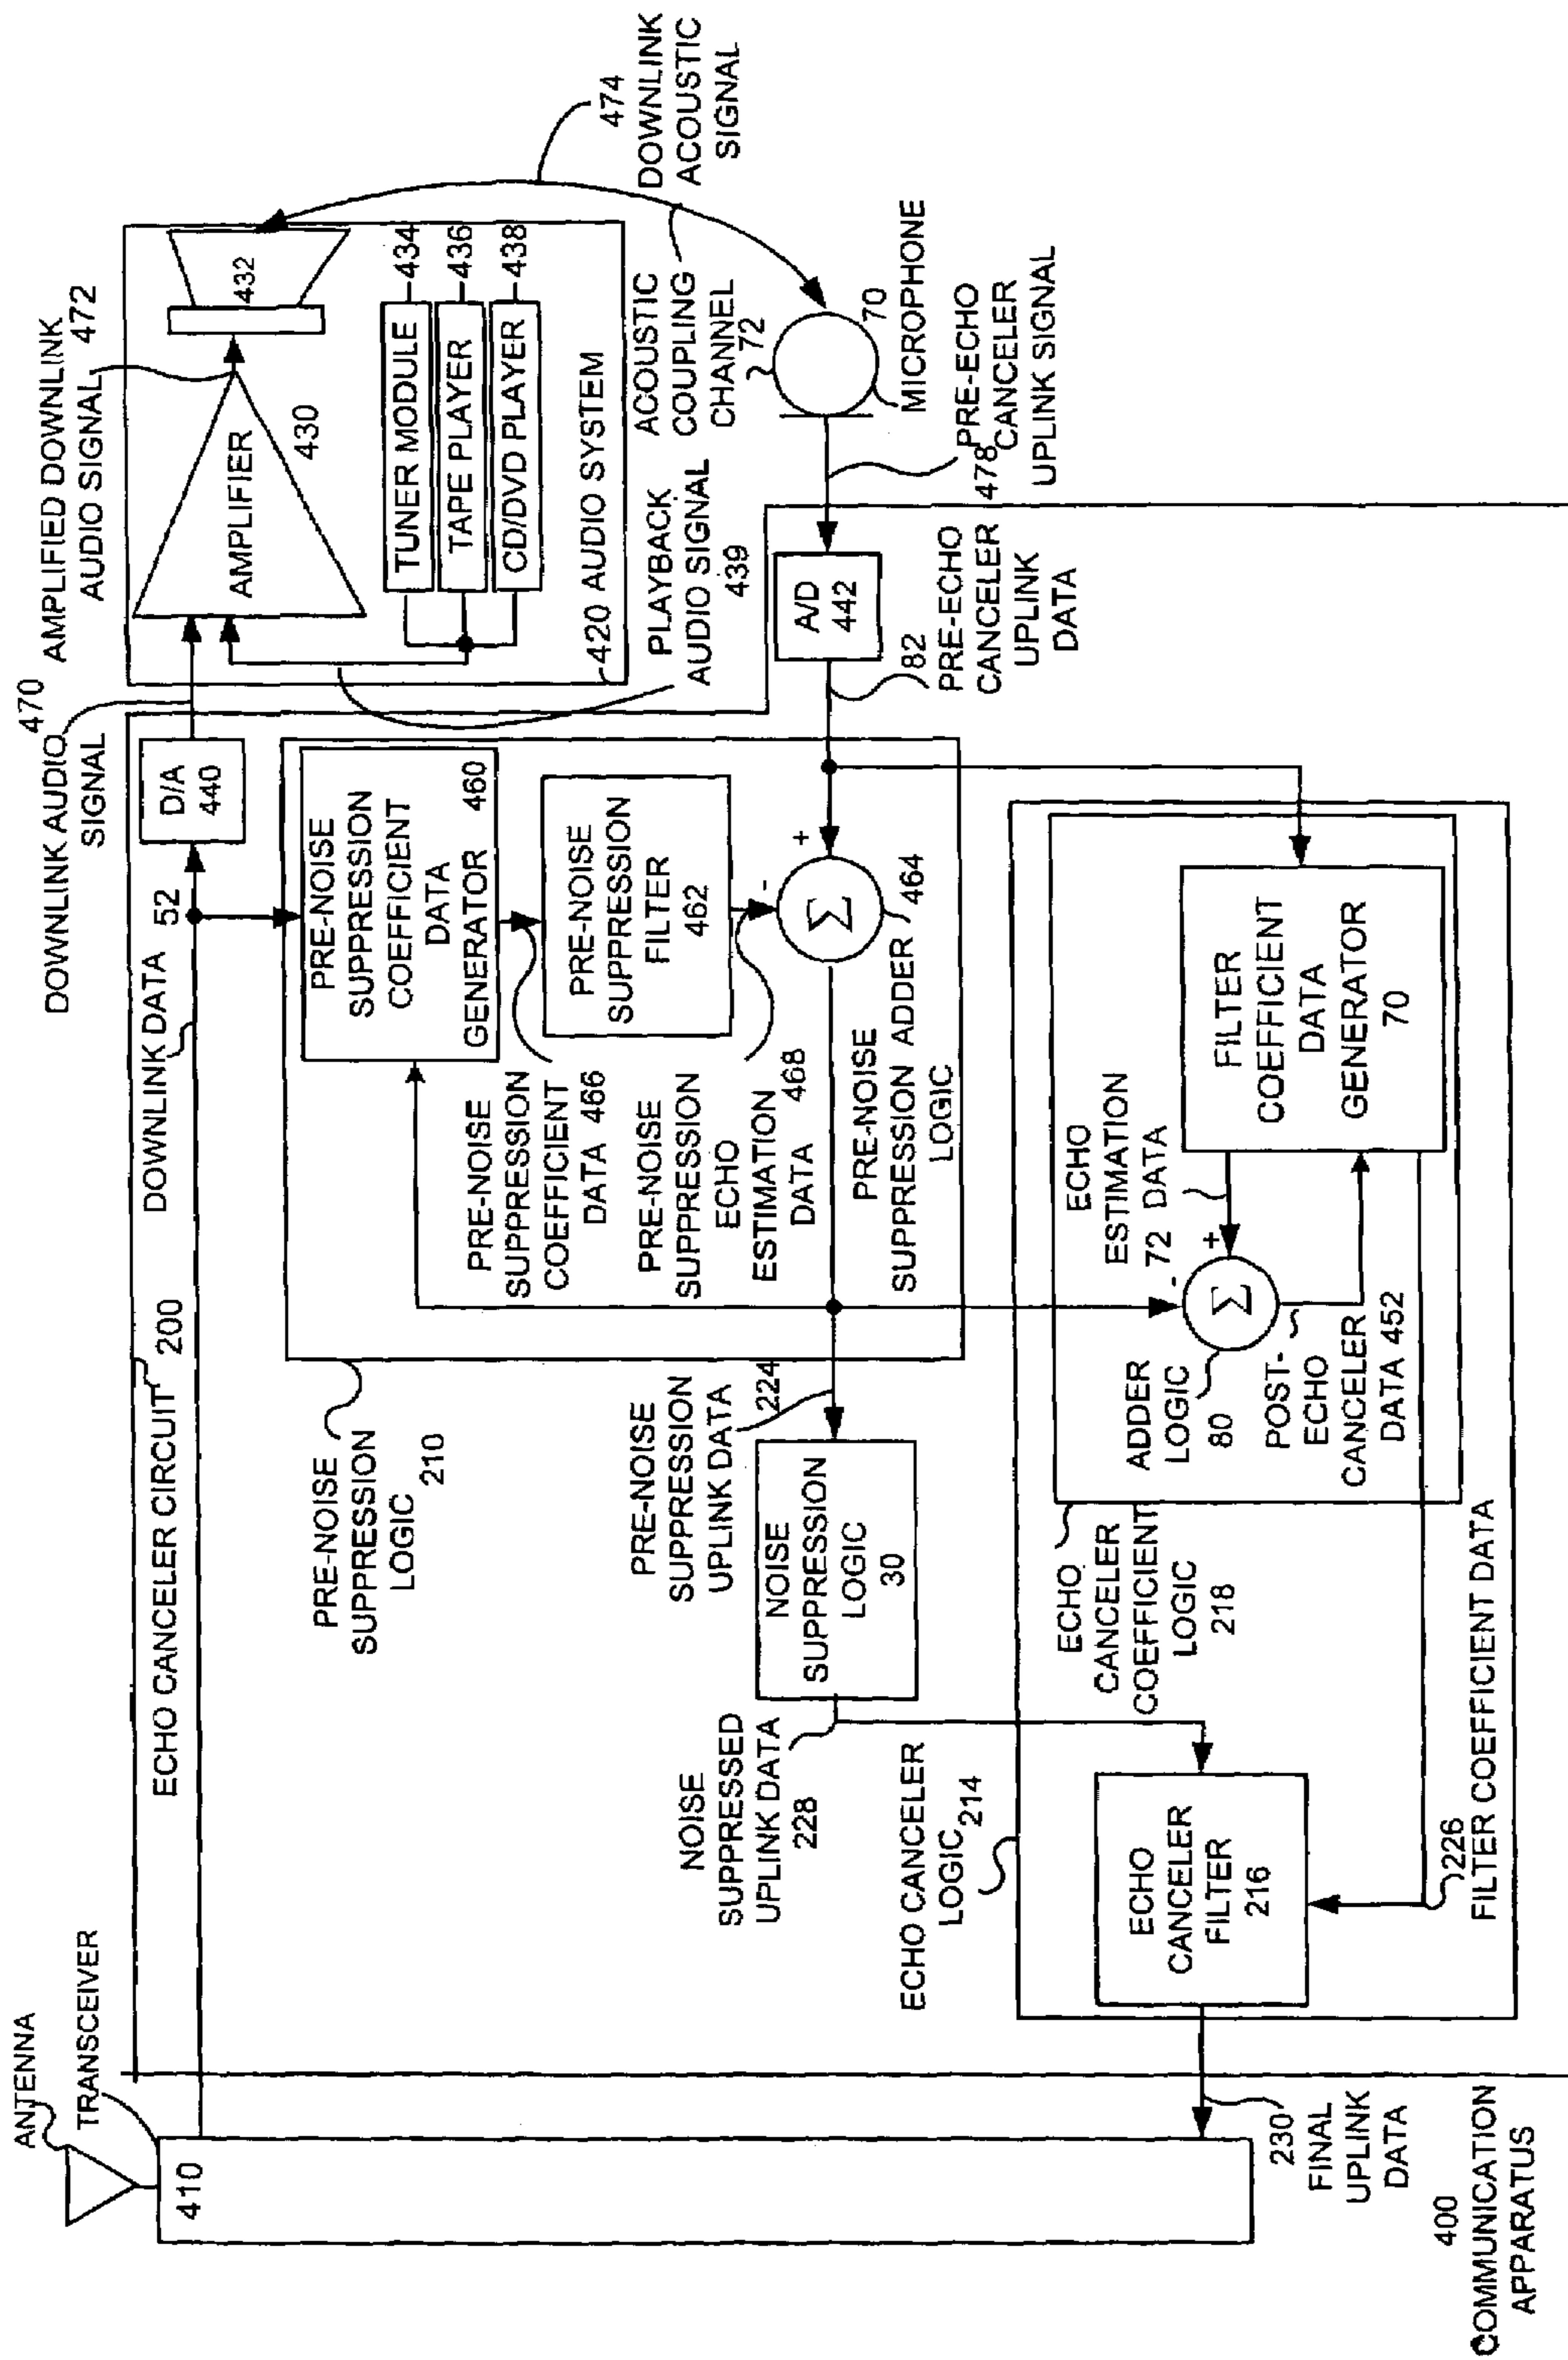 ANTENNA
TRANSCEIVER
410
ECHO CANCELER CIRCUIT 200
DOWNLINK DATA
52
D/A
440
DOWNLINK AUDIO
SIGNAL
470
AMPLIFIED DOWNLINK
AUDIO SIGNAL 472
AMPLIFIER
430
432
TUNER MODULE
434
TAPE PLAYER
436
CD/DVD PLAYER
438
420 AUDIO SYSTEM
PLAYBACK
AUDIO SIGNAL
439
ACOUSTIC
COUPLING
CHANNEL
72
474
DOWNLINK
ACOUSTIC
SIGNAL
70
MICROPHONE
478
PRE-ECHO
CANCELER
UPLINK SIGNAL
A/D
442
82
PRE-ECHO
CANCELER
UPLINK
DATA
PRE-NOISE
SUPPRESSION
COEFFICIENT
DATA
GENERATOR 460
PRE-NOISE
SUPPRESSION
FILTER
462
+
-
Σ
464
PRE-NOISE
SUPPRESSION ADDER
LOGIC
PRE-NOISE
SUPPRESSION
COEFFICIENT
DATA 466
PRE-NOISE
SUPPRESSION
ECHO
ESTIMATION
DATA 468
PRE-NOISE
SUPPRESSION
LOGIC
210
PRE-NOISE
SUPPRESSION
UPLINK DATA
224
NOISE
SUPPRESSION
LOGIC
30
NOISE
SUPPRESSED
UPLINK DATA
228
ECHO CANCELER
LOGIC 214
ECHO
CANCELER
FILTER
216
ECHO
CANCELER
COEFFICIENT
LOGIC
218
ADDER
LOGIC
80
POST-
ECHO
CANCELER
DATA 452
ECHO
ESTIMATION
72 DATA
-
+
Σ
FILTER
COEFFICIENT
DATA
GENERATOR
70
226
FILTER COEFFICIENT DATA
230
FINAL
UPLINK
DATA
400
COMMUNICATION
APPARATUS